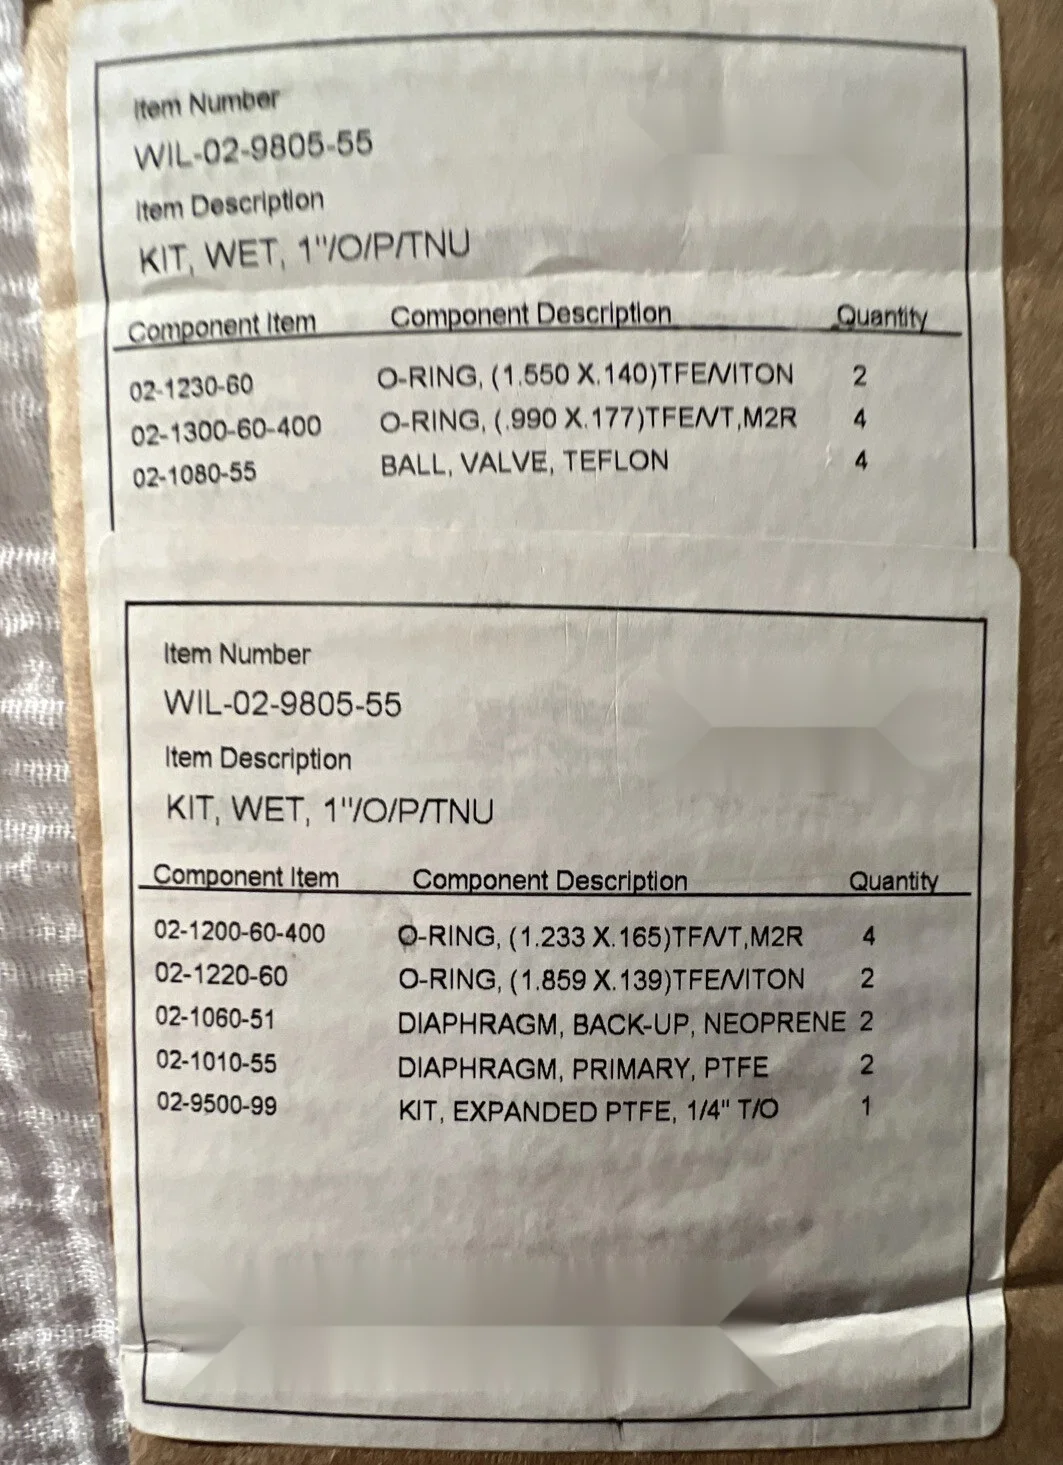 Item Number
WIL-02-9805-55
Item Description
KIT, WET, 1"/O/P/TNU
Component Item Component Description Quantity
02-1230-60 O-RING, (1.550 X.140)TFE/VITON 2
02-1300-60-400 O-RING, (.990 X.177)TFE/VT,M2R 4
02-1080-55 BALL, VALVE, TEFLON 4
Item Number
WIL-02-9805-55
Item Description
KIT, WET, 1"/O/P/TNU
Component Item Component Description Quantity
02-1200-60-400 O-RING, (1.233 X.165)TF/VT,M2R 4
02-1220-60 O-RING, (1.859 X.139)TFE/VITON 2
02-1060-51 DIAPHRAGM, BACK-UP, NEOPRENE 2
02-1010-55 DIAPHRAGM, PRIMARY, PTFE 2
02-9500-99 KIT, EXPANDED PTFE, 1/4" T/O 1